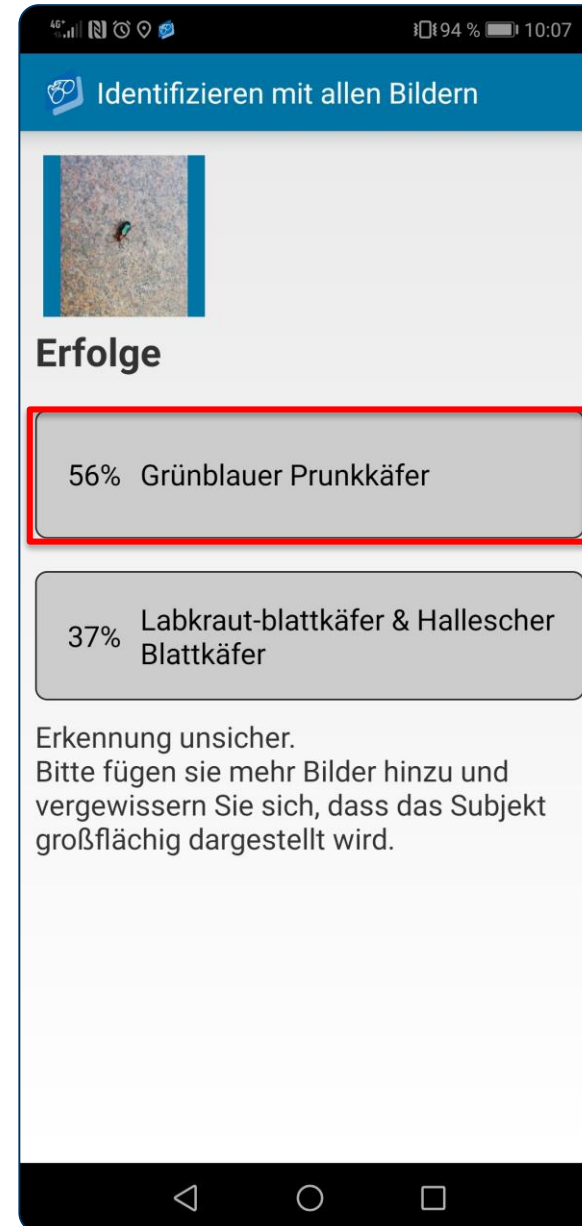 4G+ 94 % 10:07
Identifizieren mit allen Bildern
Erfolge
56% Grünblauer Prunkkäfer
37% Labkraut-blattkäfer & Hallescher
Blattkäfer
Erkennung unsicher.
Bitte fügen sie mehr Bilder hinzu und
vergewissern Sie sich, dass das Subjekt
großflächig dargestellt wird.